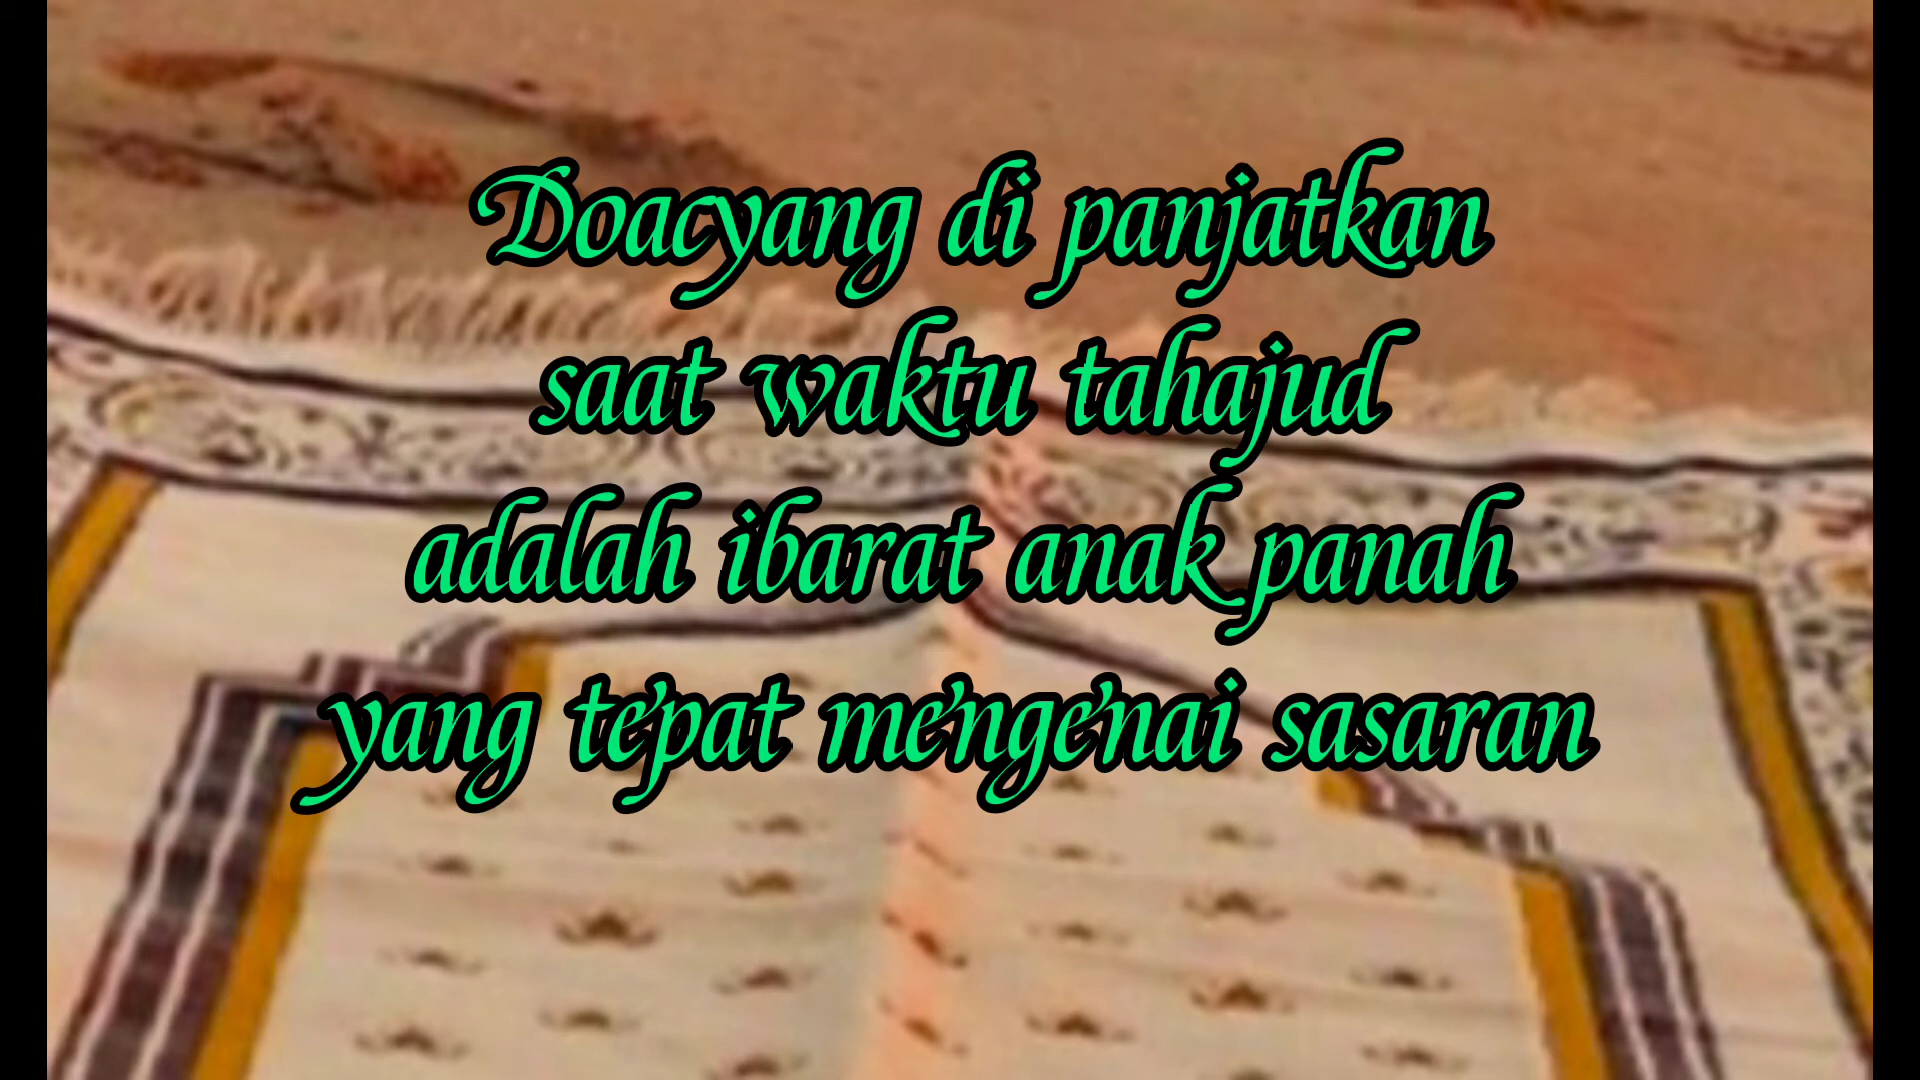 Doacyang di panjatkan
saat waktu tahajud
adalah ibarat anak panah
yang tepat mengenai sasaran